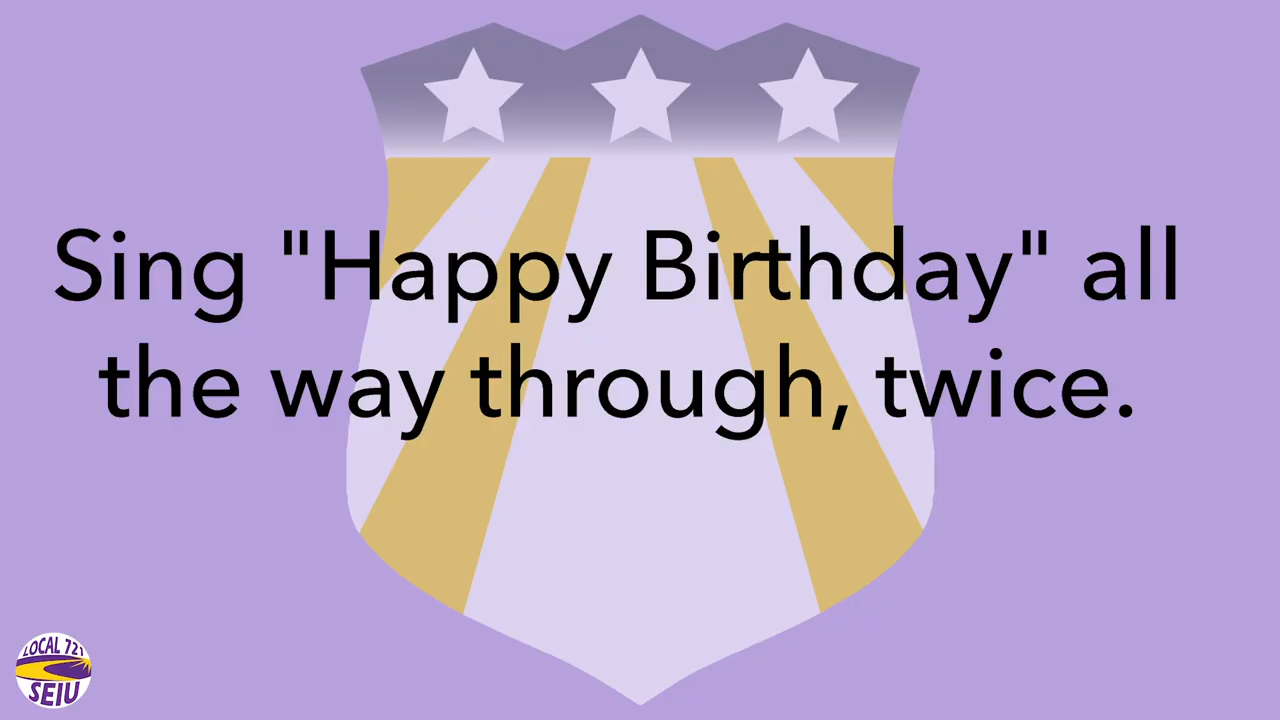 Sing "Happy Birthday" all
the way through, twice.
LOCAL 721
SEIU